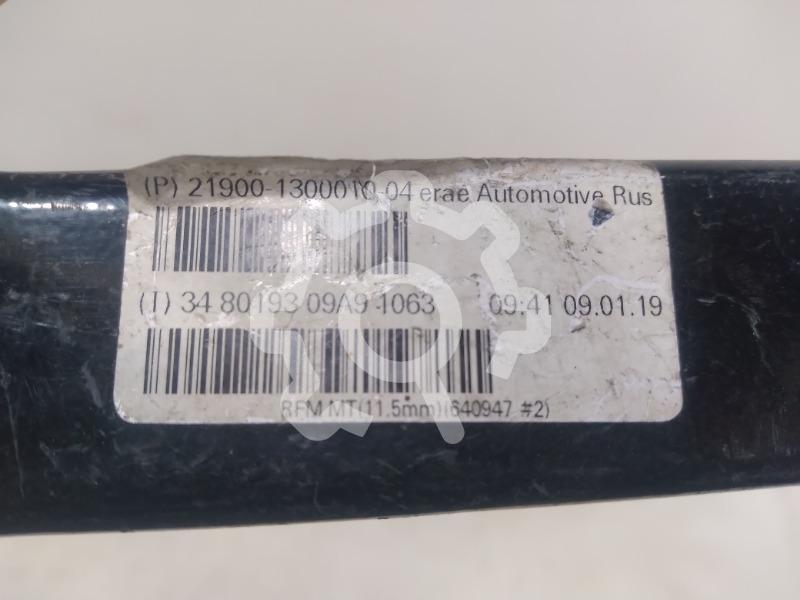 (P) 21900-1300010-04 erae Automotive Rus
(T) 34 80193 09A9 1063 09:41 09.01.19
RFM MT(11.5mm)(640947 #2)